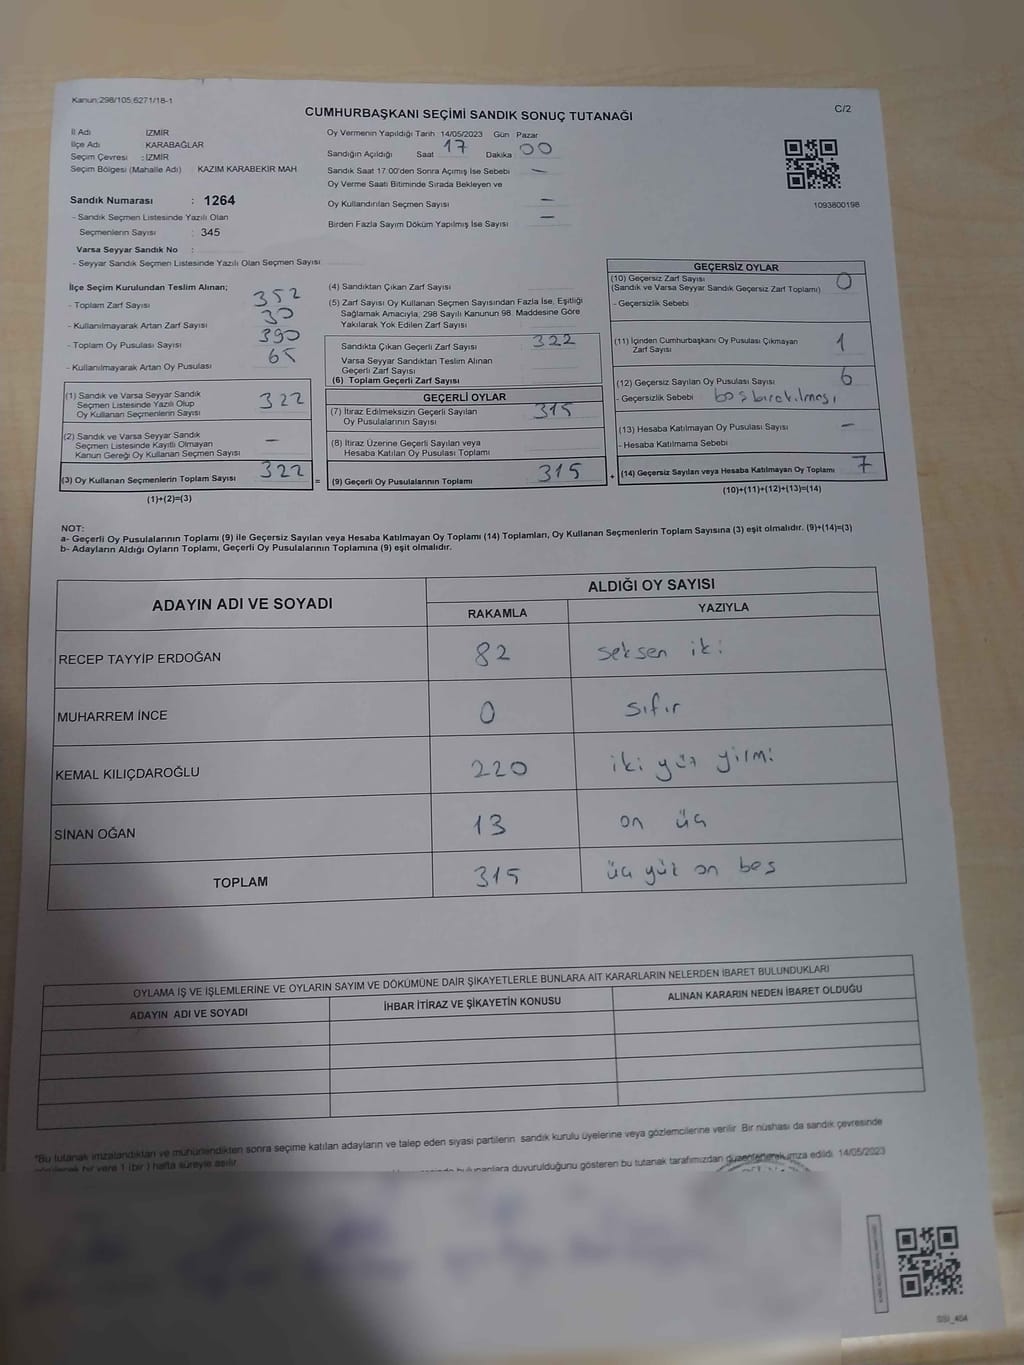 Kanun;298/105;6271/18-1
CUMHURBAŞKANI SEÇİMİ SANDIK SONUÇ TUTANAĞI
C/2
İl Adı İZMİR
İlçe Adı KARABAĞLAR
Seçim Çevresi : İZMİR
Seçim Bölgesi (Mahalle Adı) KAZIM KARABEKİR MAH
Sandık Numarası : 1264
- Sandık Seçmen Listesinde Yazılı Olan
Seçmenlerin Sayısı : 345
Varsa Seyyar Sandık No :
- Seyyar Sandık Seçmen Listesinde Yazılı Olan Seçmen Sayısı
Oy Vermenin Yapıldığı Tarih 14/05/2023 Gün : Pazar
Sandığın Açıldığı Saat 17 Dakika 00
Sandık Saat 17:00'den Sonra Açılmış İse Sebebi —
Oy Verme Saati Bitiminde Sırada Bekleyen ve
Oy Kullandırılan Seçmen Sayısı —
Birden Fazla Sayım Döküm Yapılmış İse Sayısı —
1093800198
İlçe Seçim Kurulundan Teslim Alınan;
- Toplam Zarf Sayısı 352
- Kullanılmayarak Artan Zarf Sayısı 30
- Toplam Oy Pusulası Sayısı 390
- Kullanılmayarak Artan Oy Pusulası 65
(1) Sandık ve Varsa Seyyar Sandık
Seçmen Listesinde Yazılı Olup
Oy Kullanan Seçmenlerin Sayısı 322
(2) Sandık ve Varsa Seyyar Sandık
Seçmen Listesinde Kayıtlı Olmayan
Kanun Gereği Oy Kullanan Seçmen Sayısı —
(3) Oy Kullanan Seçmenlerin Toplam Sayısı 322
(1)+(2)=(3)
(4) Sandıktan Çıkan Zarf Sayısı
(5) Zarf Sayısı Oy Kullanan Seçmen Sayısından Fazla İse, Eşitliği
Sağlamak Amacıyla, 298 Sayılı Kanunun 98. Maddesine Göre
Yakılarak Yok Edilen Zarf Sayısı
Sandıkta Çıkan Geçerli Zarf Sayısı 322
Varsa Seyyar Sandıktan Teslim Alınan
Geçerli Zarf Sayısı
(6) Toplam Geçerli Zarf Sayısı
GEÇERLİ OYLAR
(7) İtiraz Edilmeksizin Geçerli Sayılan
Oy Pusulalarının Sayısı 315
(8) İtiraz Üzerine Geçerli Sayılan veya
Hesaba Katılan Oy Pusulası Toplamı
= (9) Geçerli Oy Pusulalarının Toplamı 315 +
GEÇERSİZ OYLAR
(10) Geçersiz Zarf Sayısı
(Sandık ve Varsa Seyyar Sandık Geçersiz Zarf Toplamı) 0
- Geçersizlik Sebebi
(11) İçinden Cumhurbaşkanı Oy Pusulası Çıkmayan
Zarf Sayısı 1
(12) Geçersiz Sayılan Oy Pusulası Sayısı 6
- Geçersizlik Sebebi boş bırakılması
(13) Hesaba Katılmayan Oy Pusulası Sayısı —
- Hesaba Katılmama Sebebi
(14) Geçersiz Sayılan veya Hesaba Katılmayan Oy Toplamı 7
(10)+(11)+(12)+(13)=(14)
NOT:
a- Geçerli Oy Pusulalarının Toplamı (9) ile Geçersiz Sayılan veya Hesaba Katılmayan Oy Toplamı (14) Toplamları, Oy Kullanan Seçmenlerin Toplam Sayısına (3) eşit olmalıdır. (9)+(14)=(3)
b- Adayların Aldığı Oyların Toplamı, Geçerli Oy Pusulalarının Toplamına (9) eşit olmalıdır.
ADAYIN ADI VE SOYADI ALDIĞI OY SAYISI
RAKAMLA YAZIYLA
RECEP TAYYİP ERDOĞAN 82 seksen iki
MUHARREM İNCE 0 sıfır
KEMAL KILIÇDAROĞLU 220 iki yüz yirmi
SİNAN OĞAN 13 on üç
TOPLAM 315 üç yüz on beş
OYLAMA İŞ VE İŞLEMLERİNE VE OYLARIN SAYIM VE DÖKÜMÜNE DAİR ŞİKAYETLERLE BUNLARA AİT KARARLARIN NELERDEN İBARET BULUNDUKLARI
ADAYIN ADI VE SOYADI İHBAR İTİRAZ VE ŞİKAYETİN KONUSU ALINAN KARARIN NEDEN İBARET OLDUĞU
*Bu tutanak imzalandıktan ve mühürlendikten sonra seçime katılan adayların ve talep eden siyasi partilerin sandık kurulu üyelerine veya gözlemcilerine verilir. Bir nüshası da sandık çevresinde
bir yere 1 (bir) hafta süreyle asılır.
bulunanlara duyurulduğunu gösteren bu tutanak tarafımızdan düzenlenerek imza edildi. 14/05/2023
SSI_404